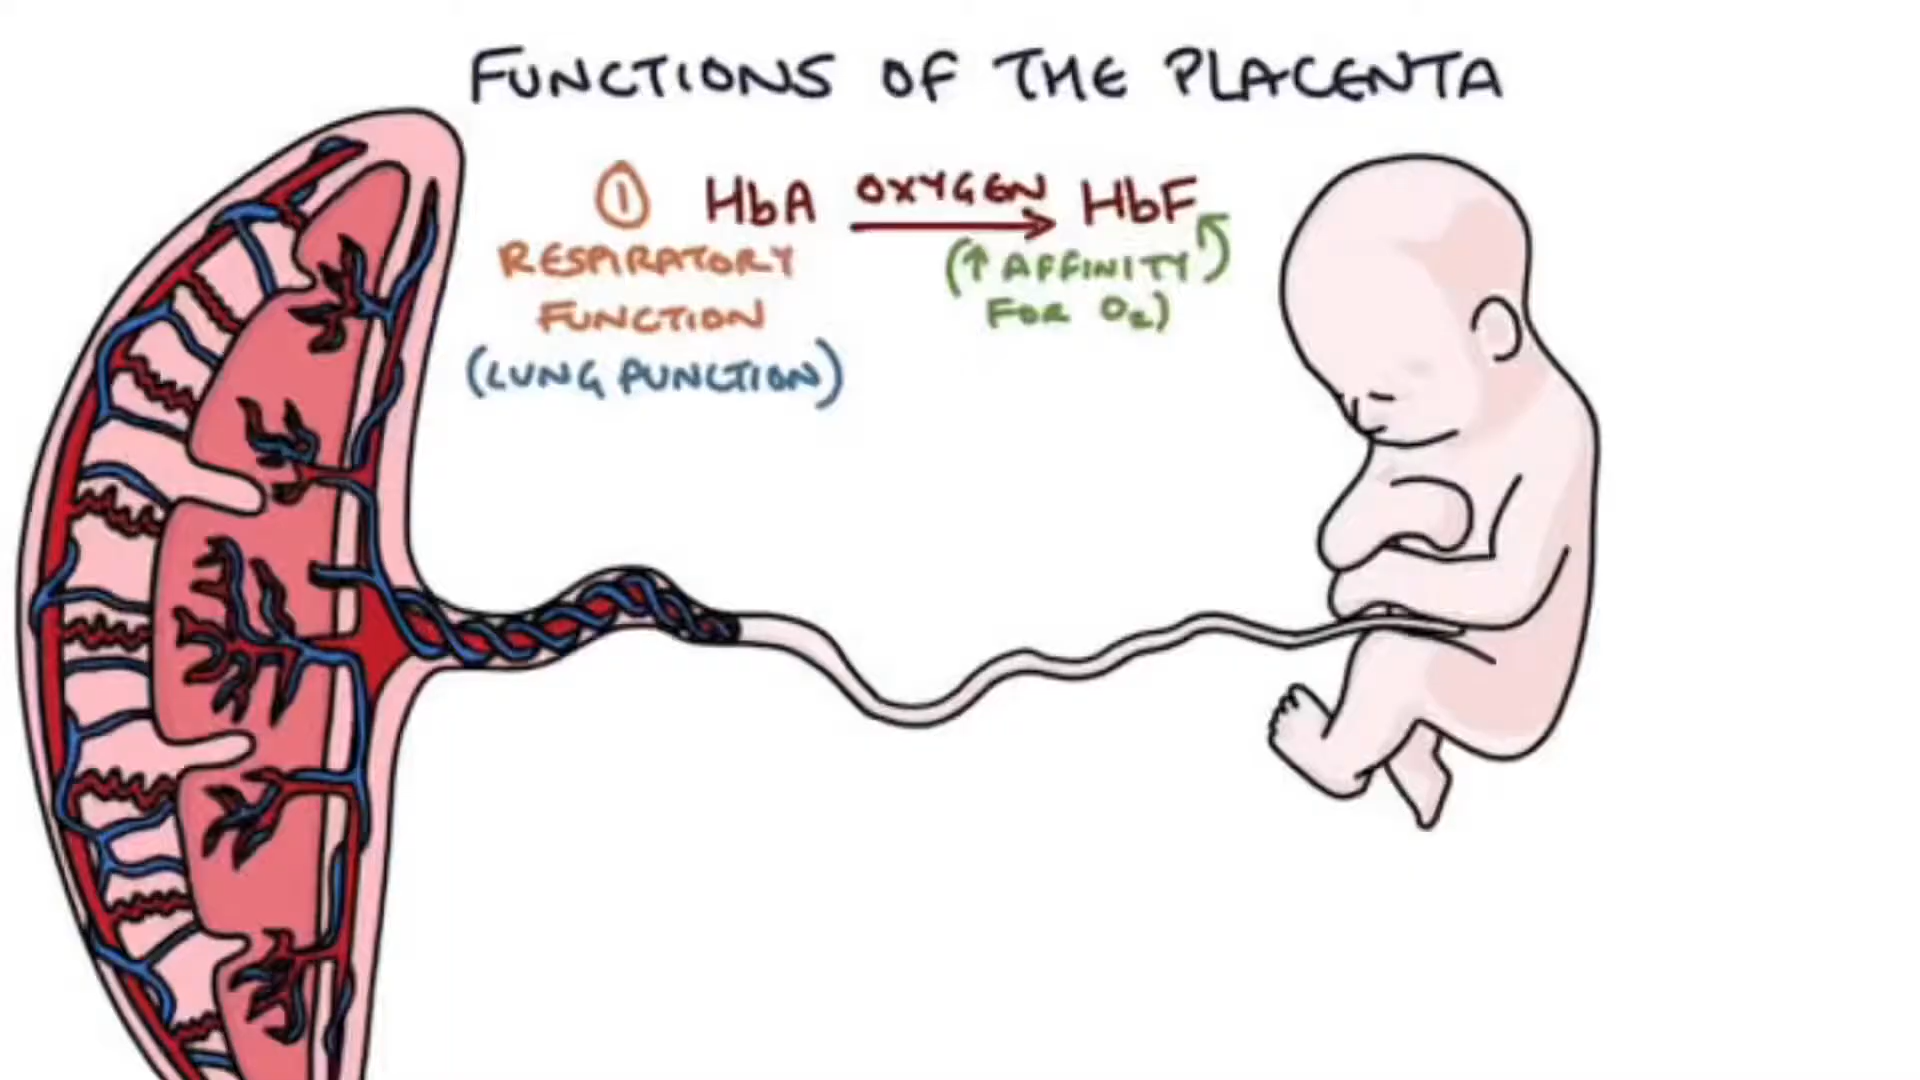 FUNCTIONS OF THE PLACENTA
① HbA OXYGEN HbF
RESPIRATORY
FUNCTION
(LUNG FUNCTION)
(↑ AFFINITY)
FOR O₂)